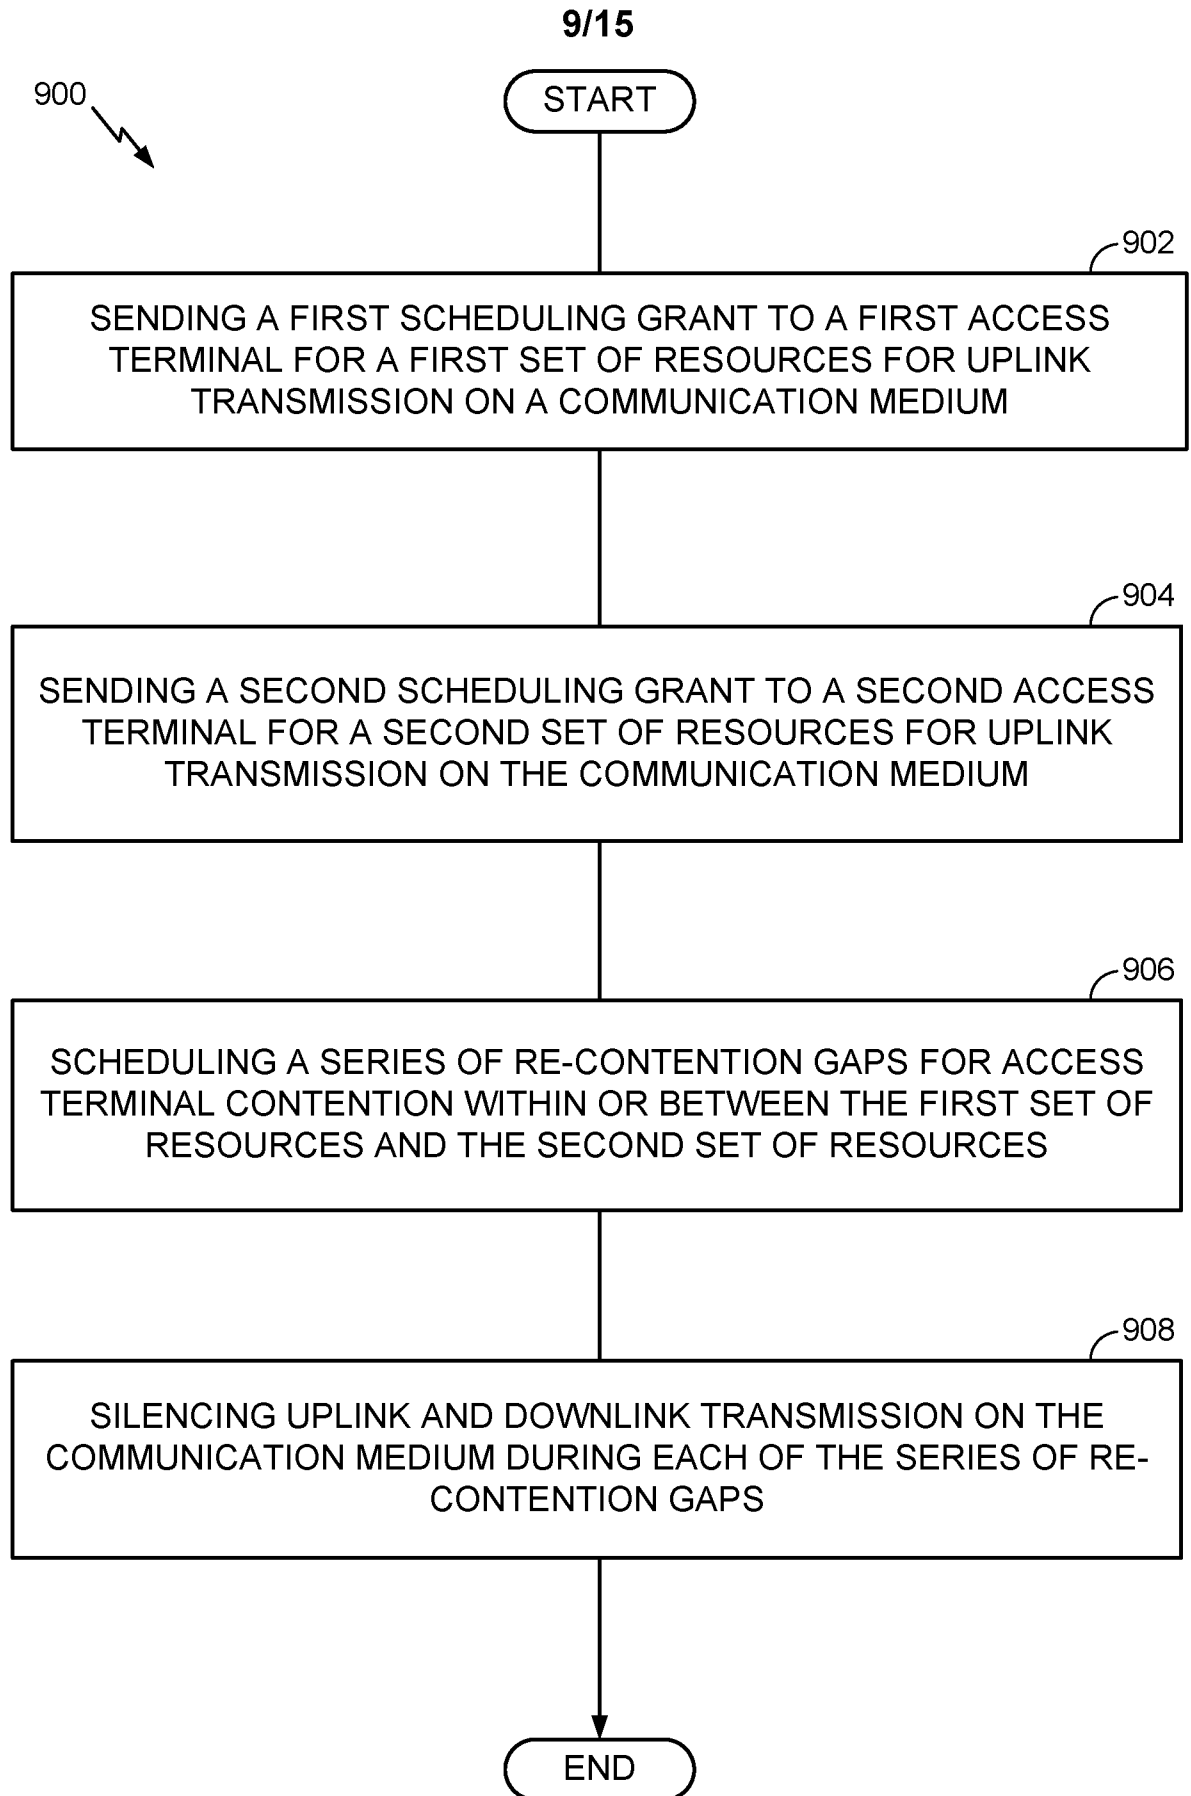 9/15
START
900
902
SENDING A FIRST SCHEDULING GRANT TO A FIRST ACCESS
TERMINAL FOR A FIRST SET OF RESOURCES FOR UPLINK
TRANSMISSION ON A COMMUNICATION MEDIUM
904
SENDING A SECOND SCHEDULING GRANT TO A SECOND ACCESS
TERMINAL FOR A SECOND SET OF RESOURCES FOR UPLINK
TRANSMISSION ON THE COMMUNICATION MEDIUM
906
SCHEDULING A SERIES OF RE-CONTENTION GAPS FOR ACCESS
TERMINAL CONTENTION WITHIN OR BETWEEN THE FIRST SET OF
RESOURCES AND THE SECOND SET OF RESOURCES
908
SILENCING UPLINK AND DOWNLINK TRANSMISSION ON THE
COMMUNICATION MEDIUM DURING EACH OF THE SERIES OF RE-
CONTENTION GAPS
END